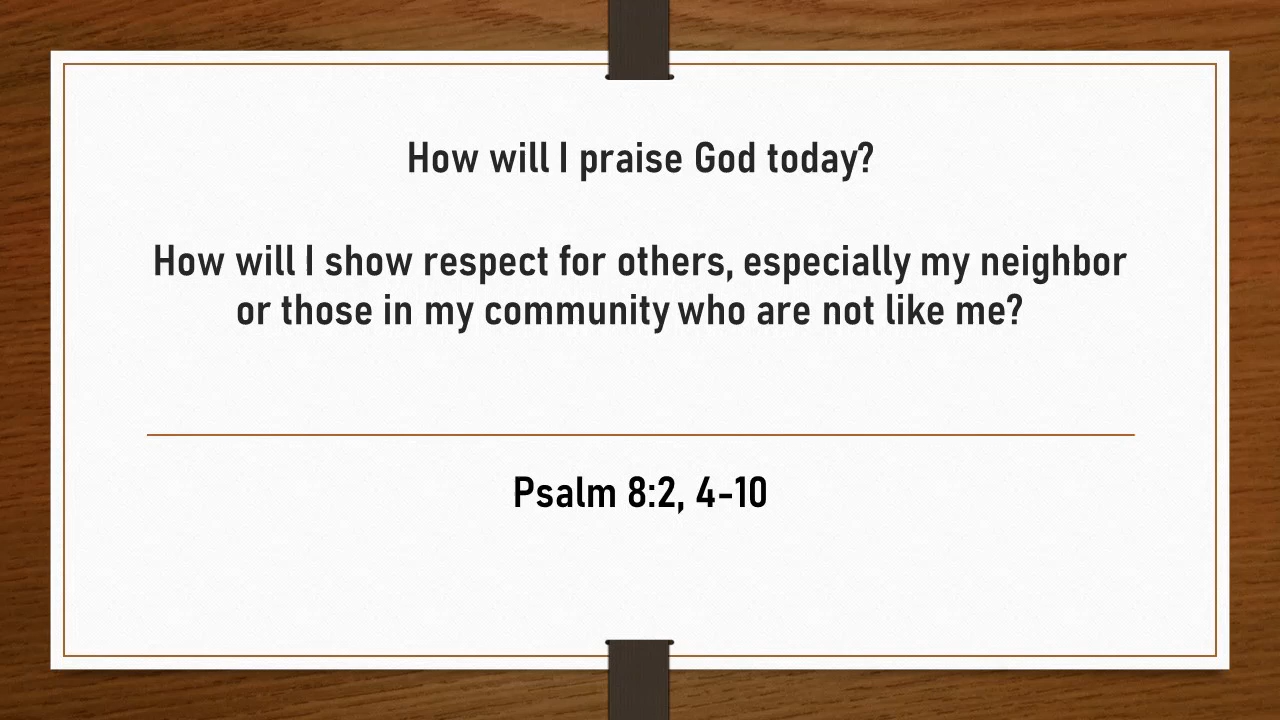 How will I praise God today?
How will I show respect for others, especially my neighbor
or those in my community who are not like me?
Psalm 8:2, 4-10